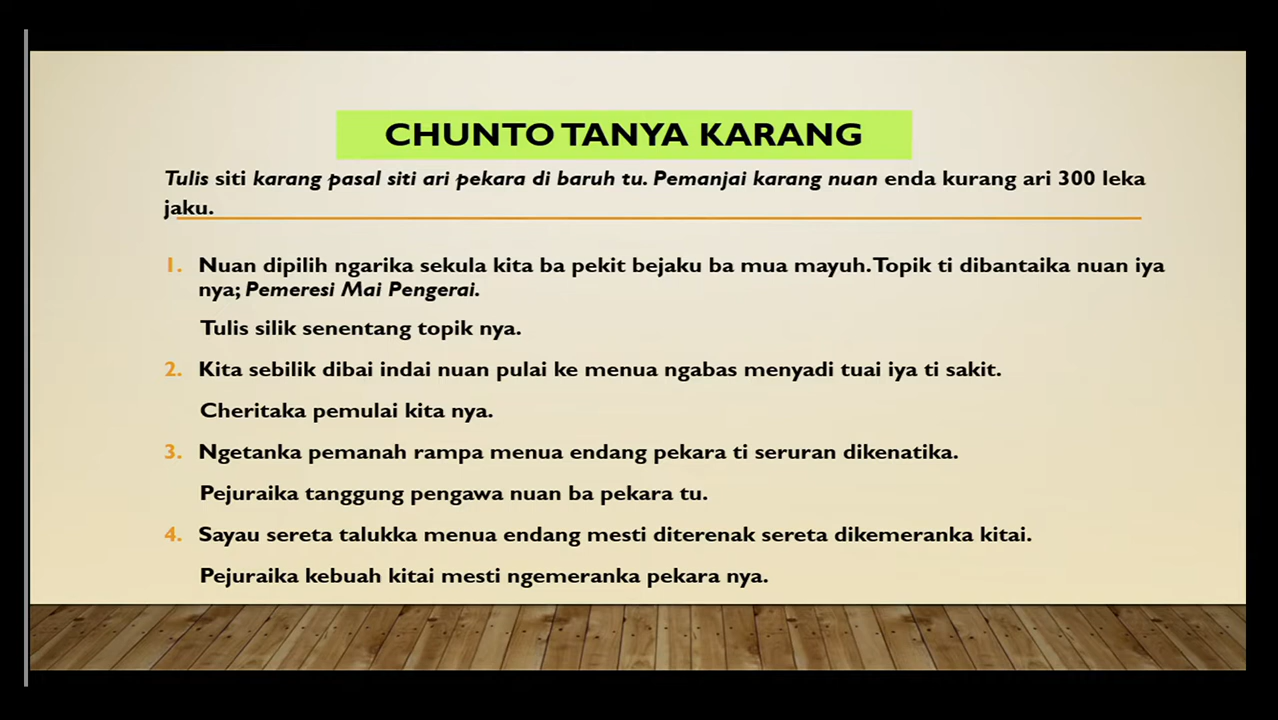 CHUNTO TANYA KARANG
Tulis siti karang pasal siti ari pekara di baruh tu. Pemanjai karang nuan enda kurang ari 300 leka
jaku.
1. Nuan dipilih ngarika sekula kita ba pekit bejaku ba mua mayuh. Topik ti dibantaika nuan iya
nya; Pemeresi Mai Pengerai.
Tulis silik senentang topik nya.
2. Kita sebilik dibai indai nuan pulai ke menua ngabas menyadi tuai iya ti sakit.
Cheritaka pemulai kita nya.
3. Ngetanka pemanah rampa menua endang pekara ti seruran dikenatika.
Pejuraika tanggung pengawa nuan ba pekara tu.
4. Sayau sereta talukka menua endang mesti diterenak sereta dikemeranka kitai.
Pejuraika kebuah kitai mesti ngemeranka pekara nya.